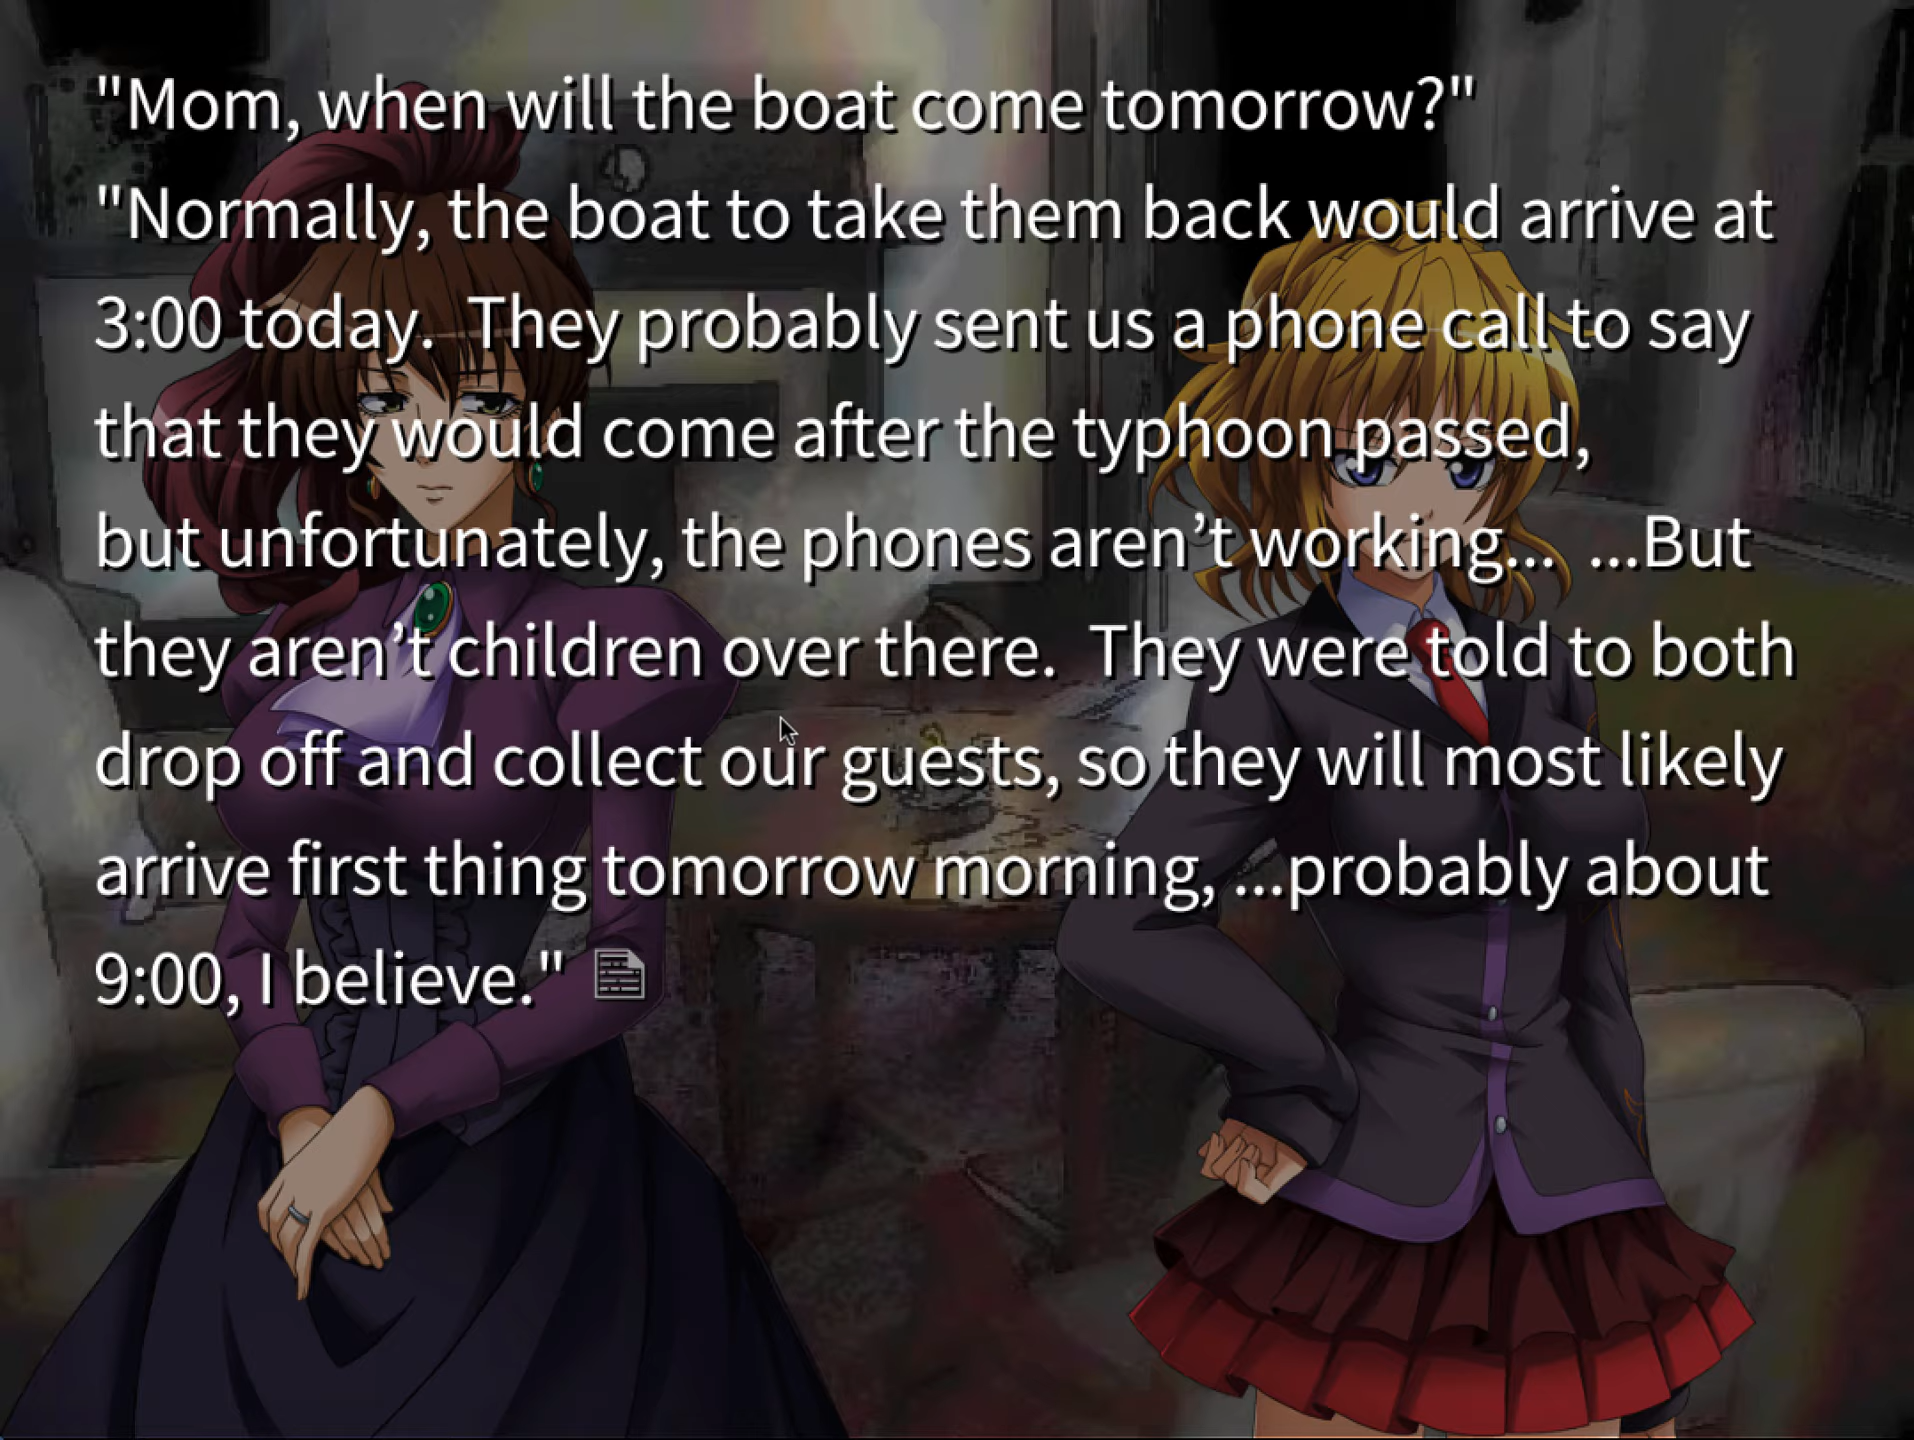 "Mom, when will the boat come tomorrow?"
"Normally, the boat to take them back would arrive at
3:00 today.  They probably sent us a phone call to say
that they would come after the typhoon passed,
but unfortunately, the phones aren’t working...  ...But
they aren’t children over there.  They were told to both
drop off and collect our guests, so they will most likely
arrive first thing tomorrow morning, ...probably about
9:00, I believe."